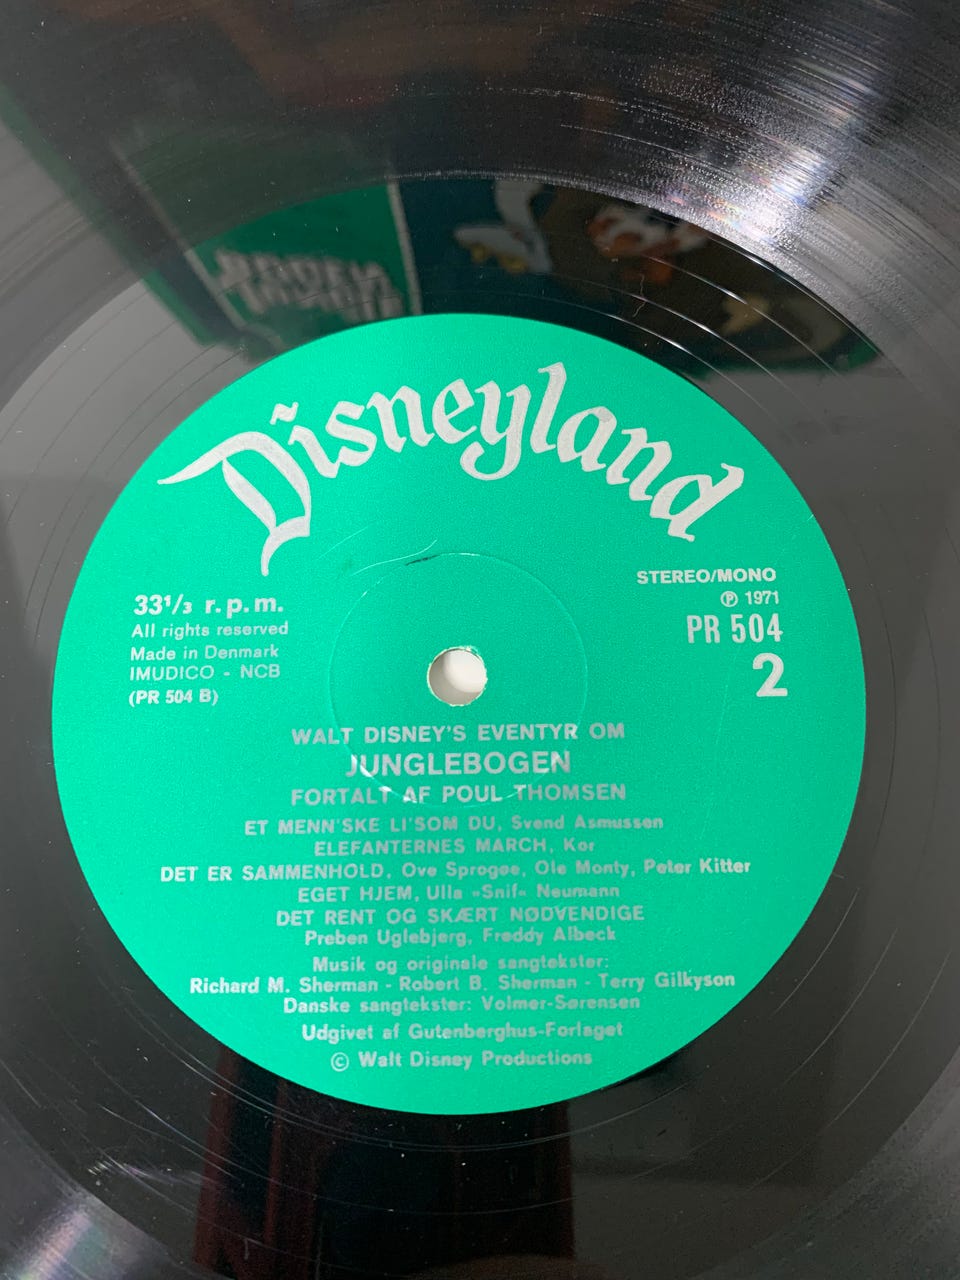 Disneyland
33¹/₃ r.p.m.
All rights reserved
Made in Denmark
IMUDICO - NCB
(PR 504 B)
STEREO/MONO
℗ 1971
PR 504
2
WALT DISNEY'S EVENTYR OM
JUNGLEBOGEN
FORTALT AF POUL THOMSEN
ET MENN'SKE LI'SOM DU, Svend Asmussen
ELEFANTERNES MARCH, Kor
DET ER SAMMENHOLD, Ove Sprogøe, Ole Monty, Peter Kitter
EGET HJEM, Ulla »Snif« Neumann
DET RENT OG SKÆRT NØDVENDIGE
Preben Uglebjerg, Freddy Albeck
Musik og originale sangtekster:
Richard M. Sherman - Robert B. Sherman - Terry Gilkyson
Danske sangtekster: Volmer-Sørensen
Udgivet af Gutenberghus-Forlaget
© Walt Disney Productions